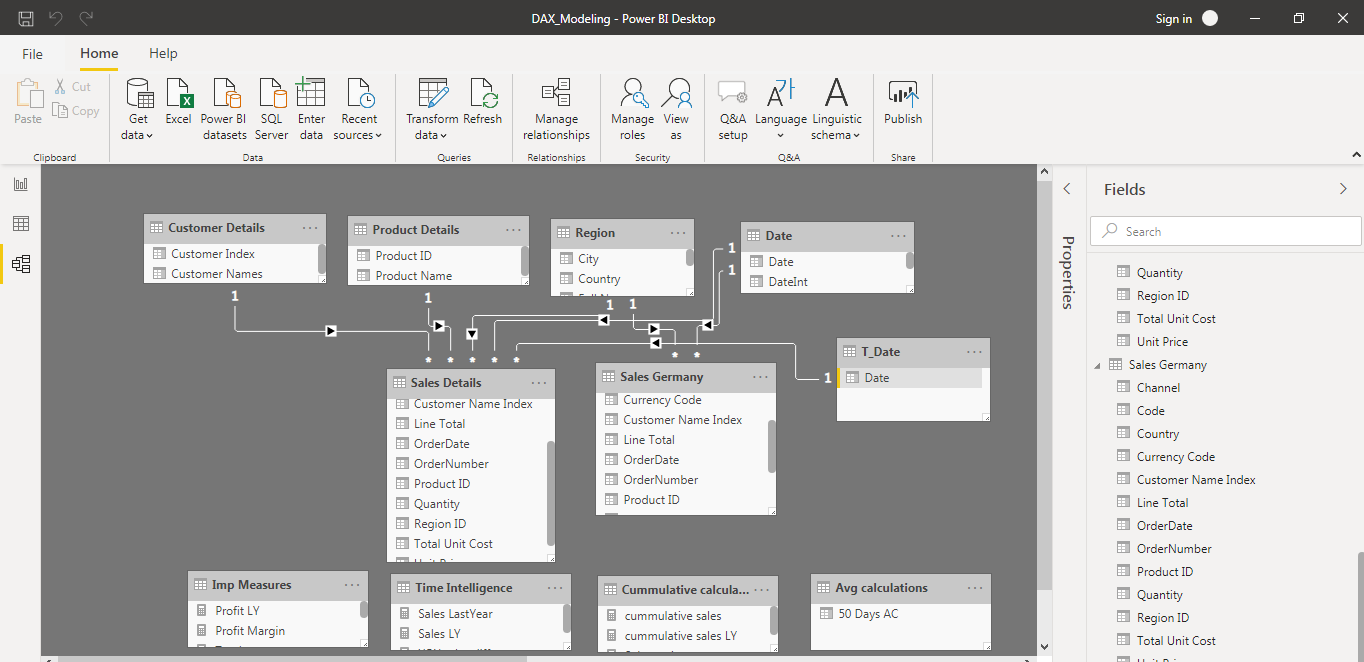 DAX_Modeling - Power BI Desktop
Sign in
File
Home
Help
Paste
Cut
Copy
Clipboard
Get data
Excel
Power BI datasets
SQL Server
Enter data
Recent sources
Data
Transform data
Refresh
Queries
Manage relationships
Relationships
Manage roles
View as
Security
Q&A setup
Language
Linguistic schema
Q&A
Publish
Share
Customer Details
Customer Index
Customer Names
Product Details
Product ID
Product Name
Region
City
Country
Date
Date
DateInt
1
1
1
1
1
1
* * * * *
* *
T_Date
Date
1
Sales Details
Customer Name Index
Line Total
OrderDate
OrderNumber
Product ID
Quantity
Region ID
Total Unit Cost
Sales Germany
Currency Code
Customer Name Index
Line Total
OrderDate
OrderNumber
Product ID
Imp Measures
Profit LY
Profit Margin
Time Intelligence
Sales LastYear
Sales LY
Cummulative calcula...
cummulative sales
cummulative sales LY
Avg calculations
50 Days AC
Properties
Fields
Search
Quantity
Region ID
Total Unit Cost
Unit Price
Sales Germany
Channel
Code
Country
Currency Code
Customer Name Index
Line Total
OrderDate
OrderNumber
Product ID
Quantity
Region ID
Total Unit Cost